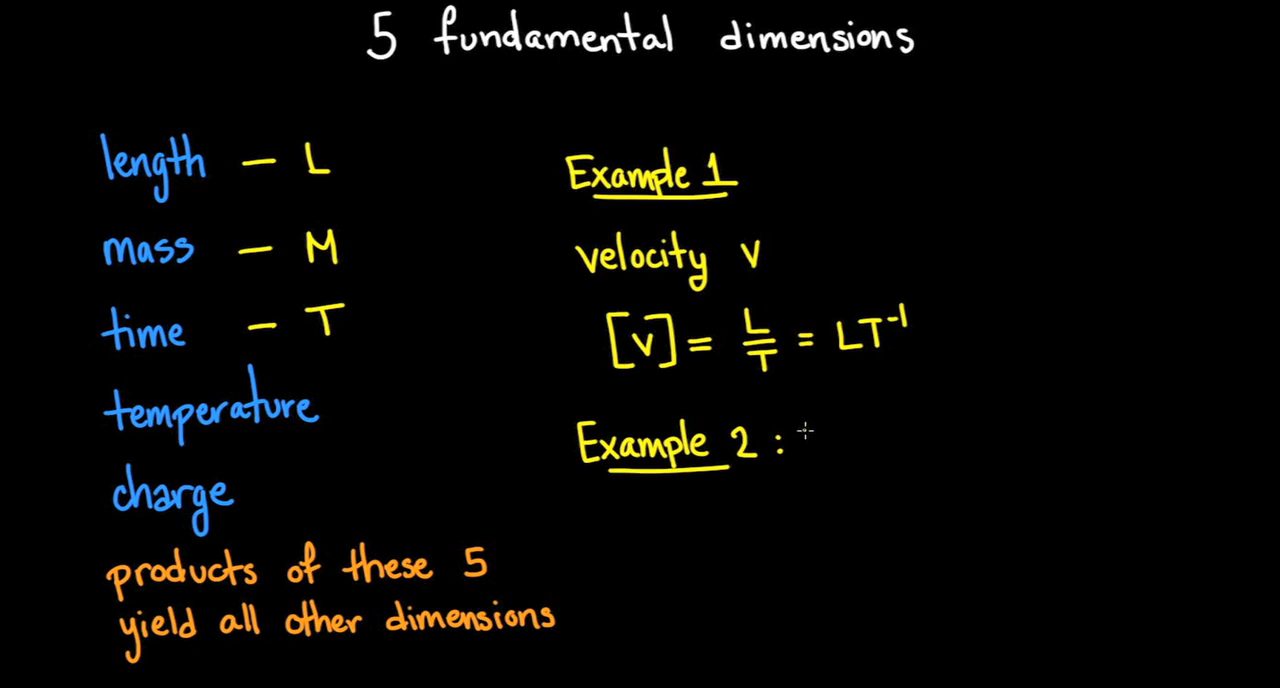 5 fundamental dimensions
length — L
mass — M
time — T
temperature
charge
products of these 5
yield all other dimensions
Example 1
velocity v
[v] = L/T = LT⁻¹
Example 2 :